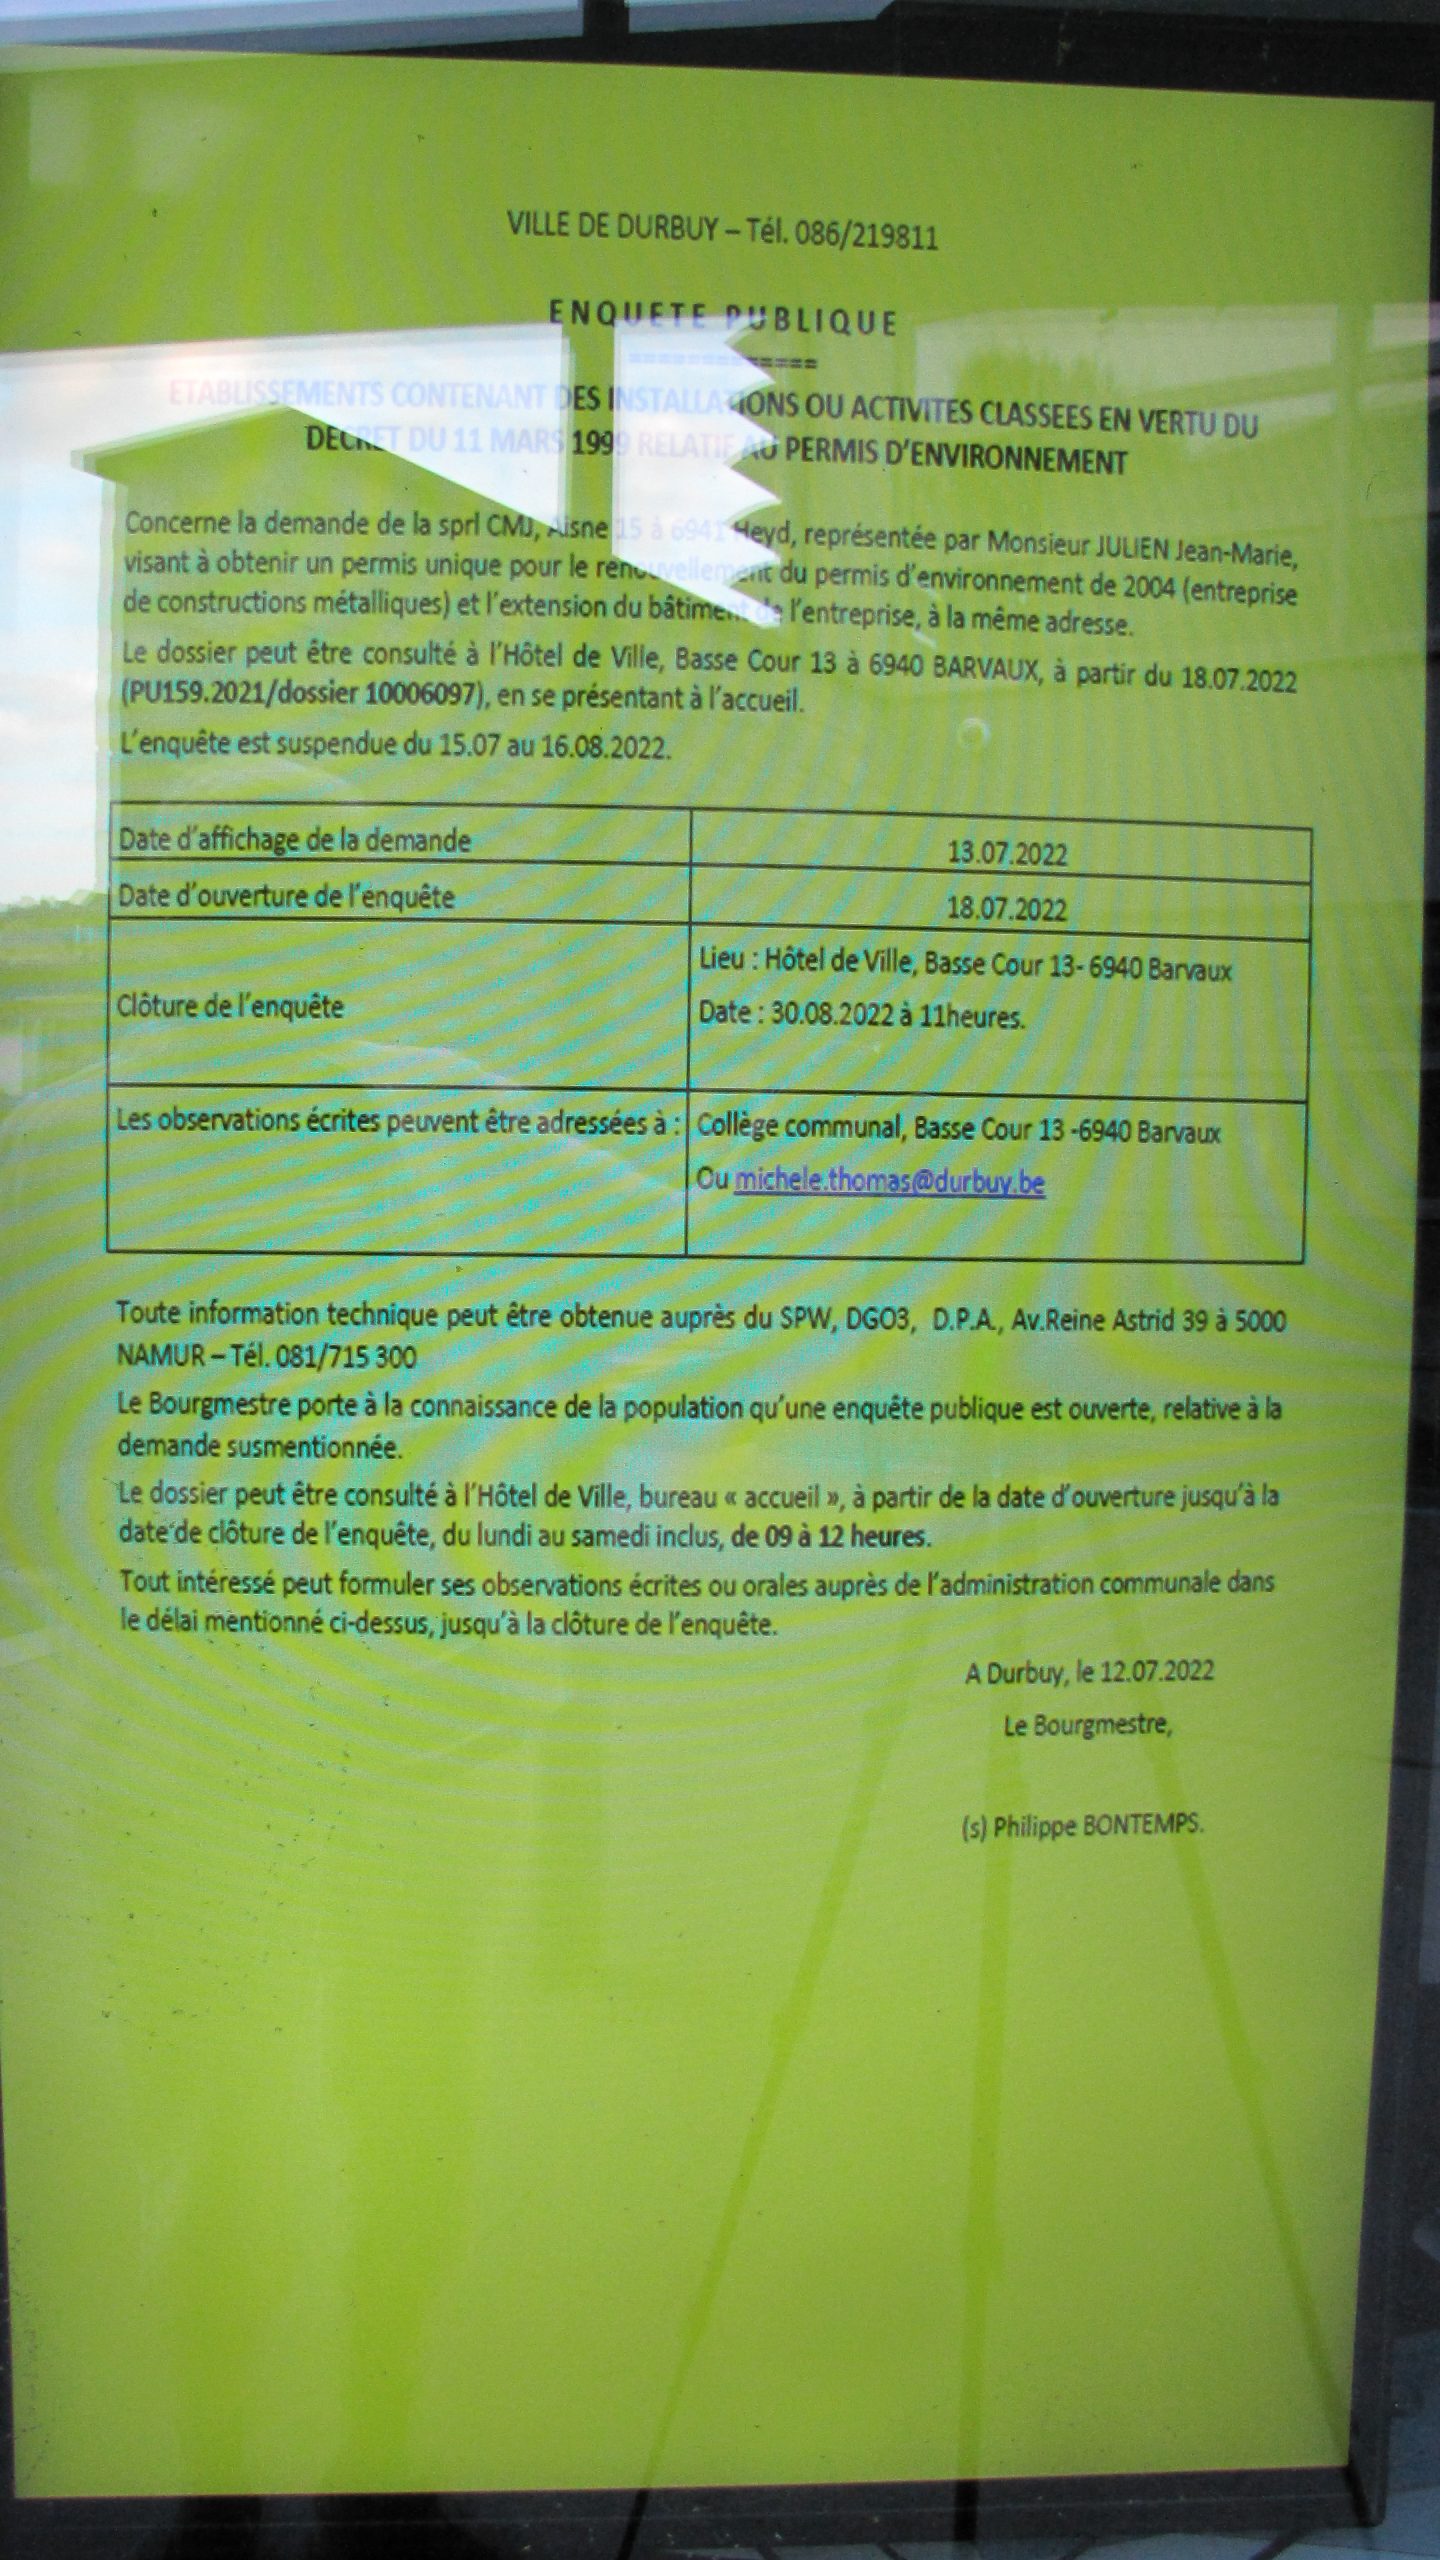 VILLE DE DURBUY – Tél. 086/219811
ENQUETE PUBLIQUE
==============
ETABLISSEMENTS CONTENANT DES INSTALLATIONS OU ACTIVITES CLASSEES EN VERTU DU
DECRET DU 11 MARS 1999 RELATIF AU PERMIS D'ENVIRONNEMENT
Concerne la demande de la sprl CMJ, Aisne 15 à 6941 Heyd, représentée par Monsieur JULIEN Jean-Marie,
visant à obtenir un permis unique pour le renouvellement du permis d'environnement de 2004 (entreprise
de constructions métalliques) et l'extension du bâtiment de l'entreprise, à la même adresse.
Le dossier peut être consulté à l'Hôtel de Ville, Basse Cour 13 à 6940 BARVAUX, à partir du 18.07.2022
(PU159.2021/dossier 10006097), en se présentant à l'accueil.
L'enquête est suspendue du 15.07 au 16.08.2022.
Date d'affichage de la demande 13.07.2022
Date d'ouverture de l'enquête 18.07.2022
Clôture de l'enquête
Lieu : Hôtel de Ville, Basse Cour 13- 6940 Barvaux
Date : 30.08.2022 à 11heures.
Les observations écrites peuvent être adressées à : Collège communal, Basse Cour 13 -6940 Barvaux
Ou michele.thomas@durbuy.be
Toute information technique peut être obtenue auprès du SPW, DGO3, D.P.A., Av.Reine Astrid 39 à 5000
NAMUR – Tél. 081/715 300
Le Bourgmestre porte à la connaissance de la population qu'une enquête publique est ouverte, relative à la
demande susmentionnée.
Le dossier peut être consulté à l'Hôtel de Ville, bureau « accueil », à partir de la date d'ouverture jusqu'à la
date de clôture de l'enquête, du lundi au samedi inclus, de 09 à 12 heures.
Tout intéressé peut formuler ses observations écrites ou orales auprès de l'administration communale dans
le délai mentionné ci-dessus, jusqu'à la clôture de l'enquête.
A Durbuy, le 12.07.2022
Le Bourgmestre,
(s) Philippe BONTEMPS.